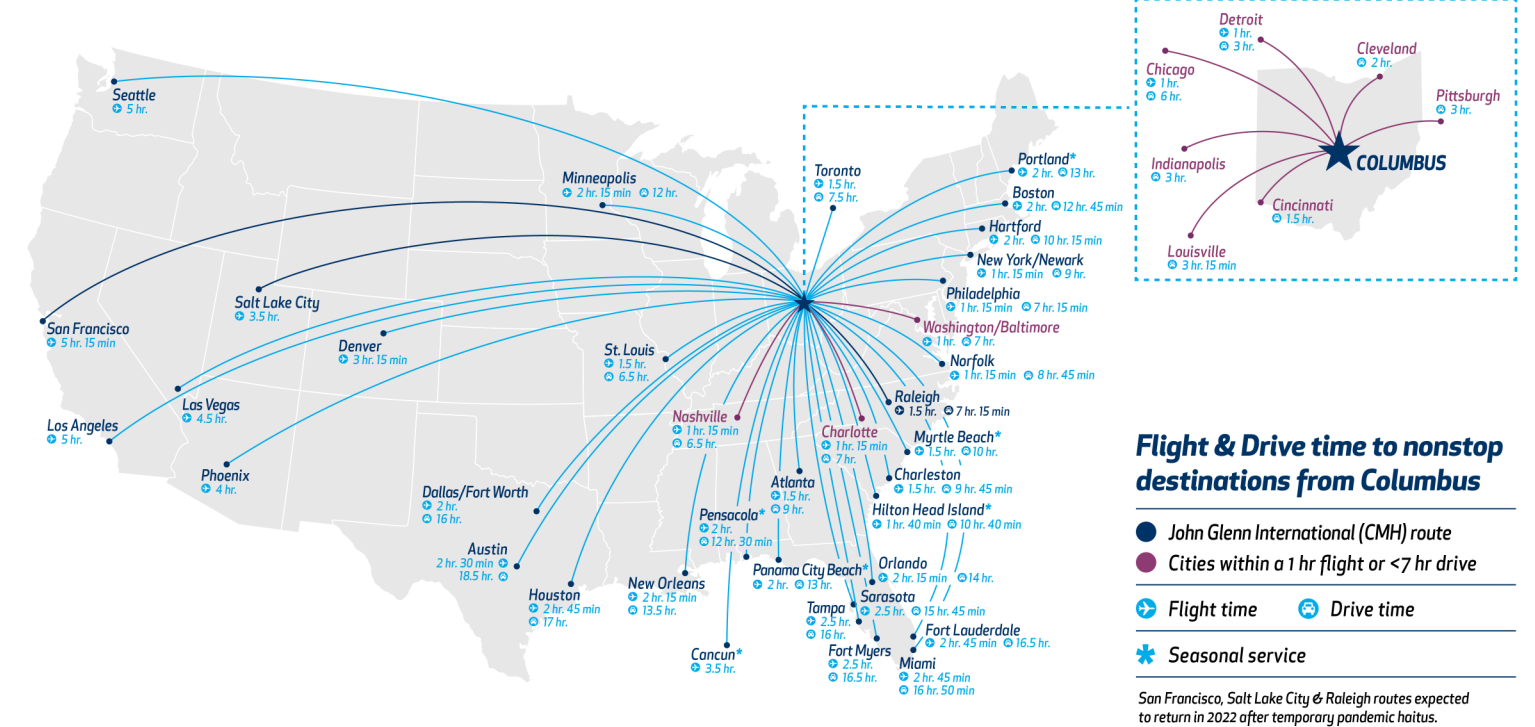 Seattle
5 hr.
Minneapolis
2 hr. 15 min 12 hr.
Salt Lake City
3.5 hr.
San Francisco
5 hr. 15 min
Denver
3 hr. 15 min
Las Vegas
4.5 hr.
Los Angeles
5 hr.
Phoenix
4 hr.
St. Louis
1.5 hr.
6.5 hr.
Nashville
1 hr. 15 min
6.5 hr.
Dallas/Fort Worth
2 hr.
16 hr.
Austin
2 hr. 30 min
18.5 hr.
Houston
2 hr. 45 min
17 hr.
New Orleans
2 hr. 15 min
13.5 hr.
Pensacola*
2 hr.
12 hr. 30 min
Cancun*
3.5 hr.
Panama City Beach*
2 hr. 13 hr.
Atlanta
1.5 hr.
9 hr.
Charlotte
1 hr. 15 min
7 hr.
Toronto
1.5 hr.
7.5 hr.
Portland*
2 hr. 13 hr.
Boston
2 hr. 12 hr. 45 min
Hartford
2 hr. 10 hr. 15 min
New York/Newark
1 hr. 15 min 9 hr.
Philadelphia
1 hr. 15 min 7 hr. 15 min
Washington/Baltimore
1 hr. 7 hr.
Norfolk
1 hr. 15 min 8 hr. 45 min
Raleigh
1.5 hr. 7 hr. 15 min
Myrtle Beach*
1.5 hr. 10 hr.
Charleston
1.5 hr. 9 hr. 45 min
Hilton Head Island*
1 hr. 40 min 10 hr. 40 min
Orlando
2 hr. 15 min 14 hr.
Sarasota
2.5 hr. 15 hr. 45 min
Tampa
2.5 hr.
16 hr.
Fort Myers
2.5 hr.
16.5 hr.
Fort Lauderdale
2 hr. 45 min 16.5 hr.
Miami
2 hr. 45 min
16 hr. 50 min
Detroit
1 hr.
3 hr.
Cleveland
2 hr.
Chicago
1 hr.
6 hr.
Pittsburgh
3 hr.
Indianapolis
3 hr.
COLUMBUS
Cincinnati
1.5 hr.
Louisville
3 hr. 15 min
Flight & Drive time to nonstop
destinations from Columbus
John Glenn International (CMH) route
Cities within a 1 hr flight or <7 hr drive
Flight time Drive time
* Seasonal service
San Francisco, Salt Lake City & Raleigh routes expected
to return in 2022 after temporary pandemic haitus.